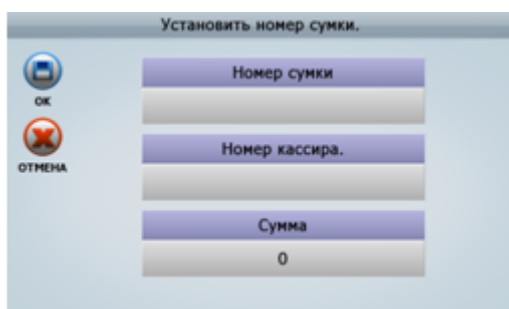 Установить номер сумки.
Номер сумки
ОК
Номер кассира.
ОТМЕНА
Сумма
0